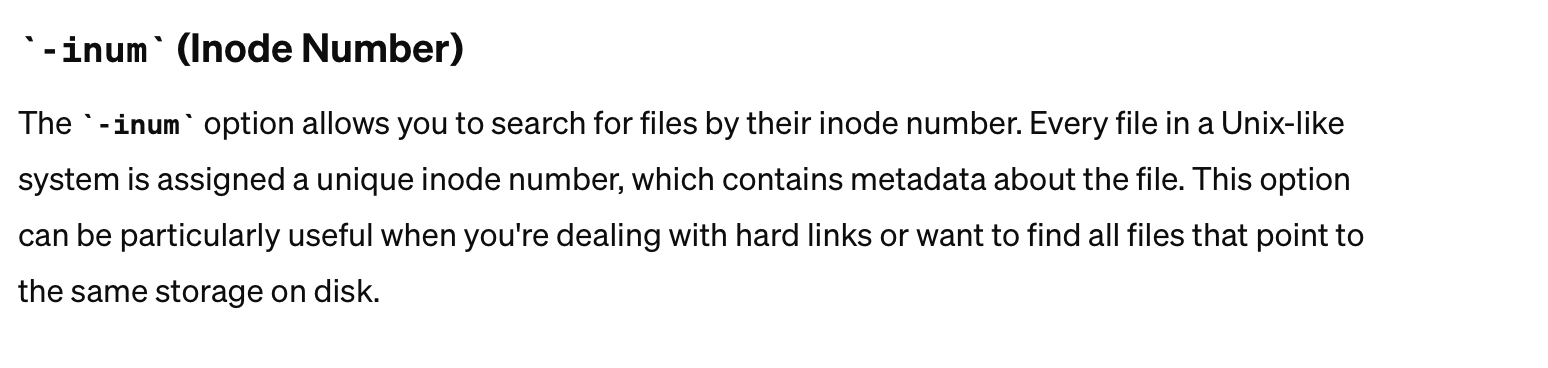 `-inum` (Inode Number)
The `-inum` option allows you to search for files by their inode number. Every file in a Unix-like
system is assigned a unique inode number, which contains metadata about the file. This option
can be particularly useful when you're dealing with hard links or want to find all files that point to
the same storage on disk.